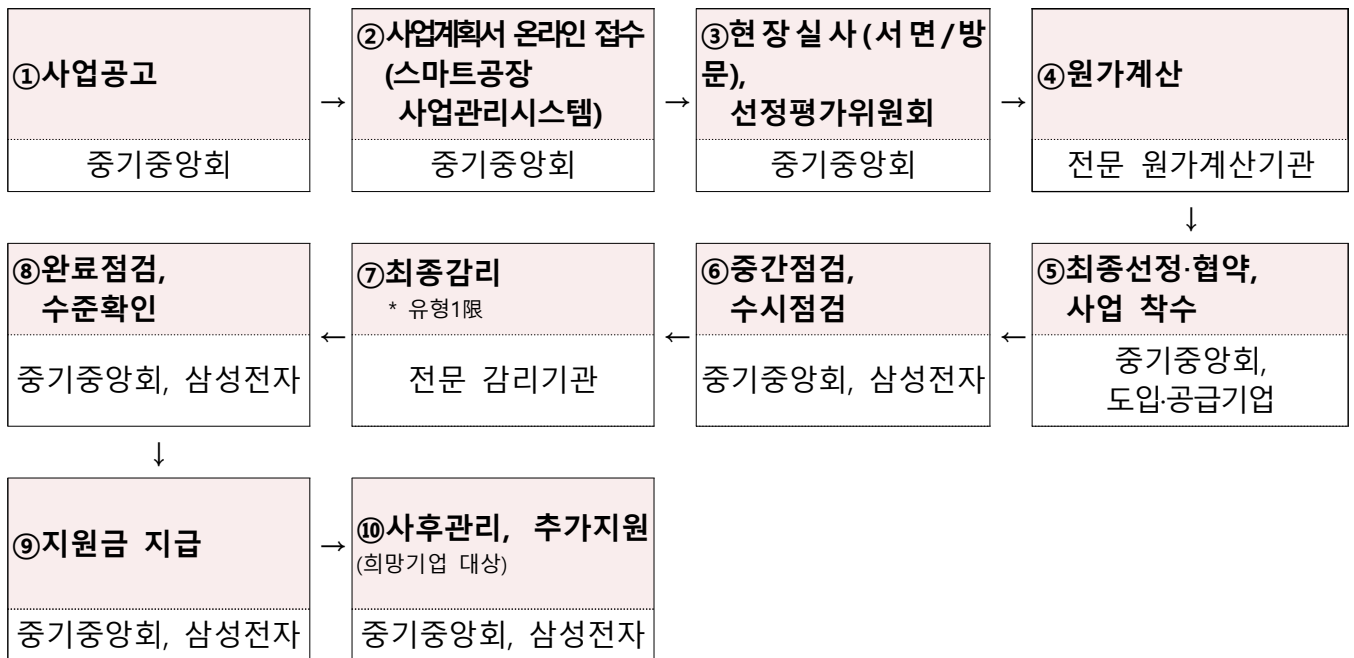 ①사업공고
중기중앙회
→
②사업계획서 온라인 접수
(스마트공장
사업관리시스템)
중기중앙회
→
③현장실사(서면/방
문),
선정평가위원회
중기중앙회
→
④원가계산
전문 원가계산기관
↓
⑤최종선정·협약,
사업 착수
중기중앙회,
도입·공급기업
←
⑥중간점검,
수시점검
중기중앙회, 삼성전자
←
⑦최종감리
* 유형1限
전문 감리기관
←
⑧완료점검,
수준확인
중기중앙회, 삼성전자
↓
⑨지원금 지급
중기중앙회, 삼성전자
→
⑩사후관리, 추가지원
(희망기업 대상)
중기중앙회, 삼성전자